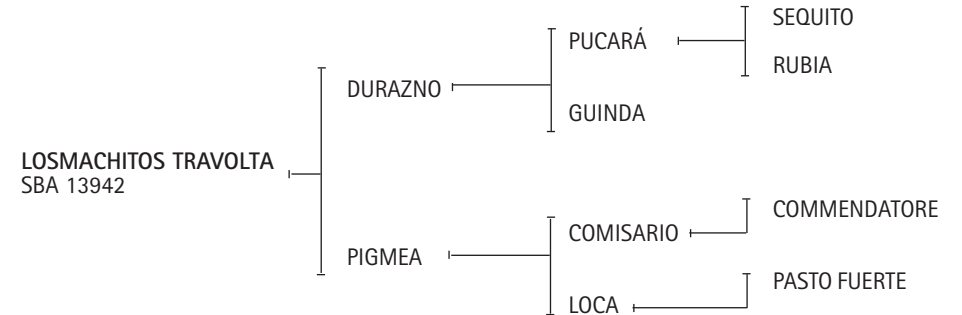 SEQUITO
PUCARÁ
RUBIA
DURAZNO
GUINDA
LOSMACHITOS TRAVOLTA
SBA 13942
COMMENDATORE
COMISARIO
PIGMEA
PASTO FUERTE
LOCA